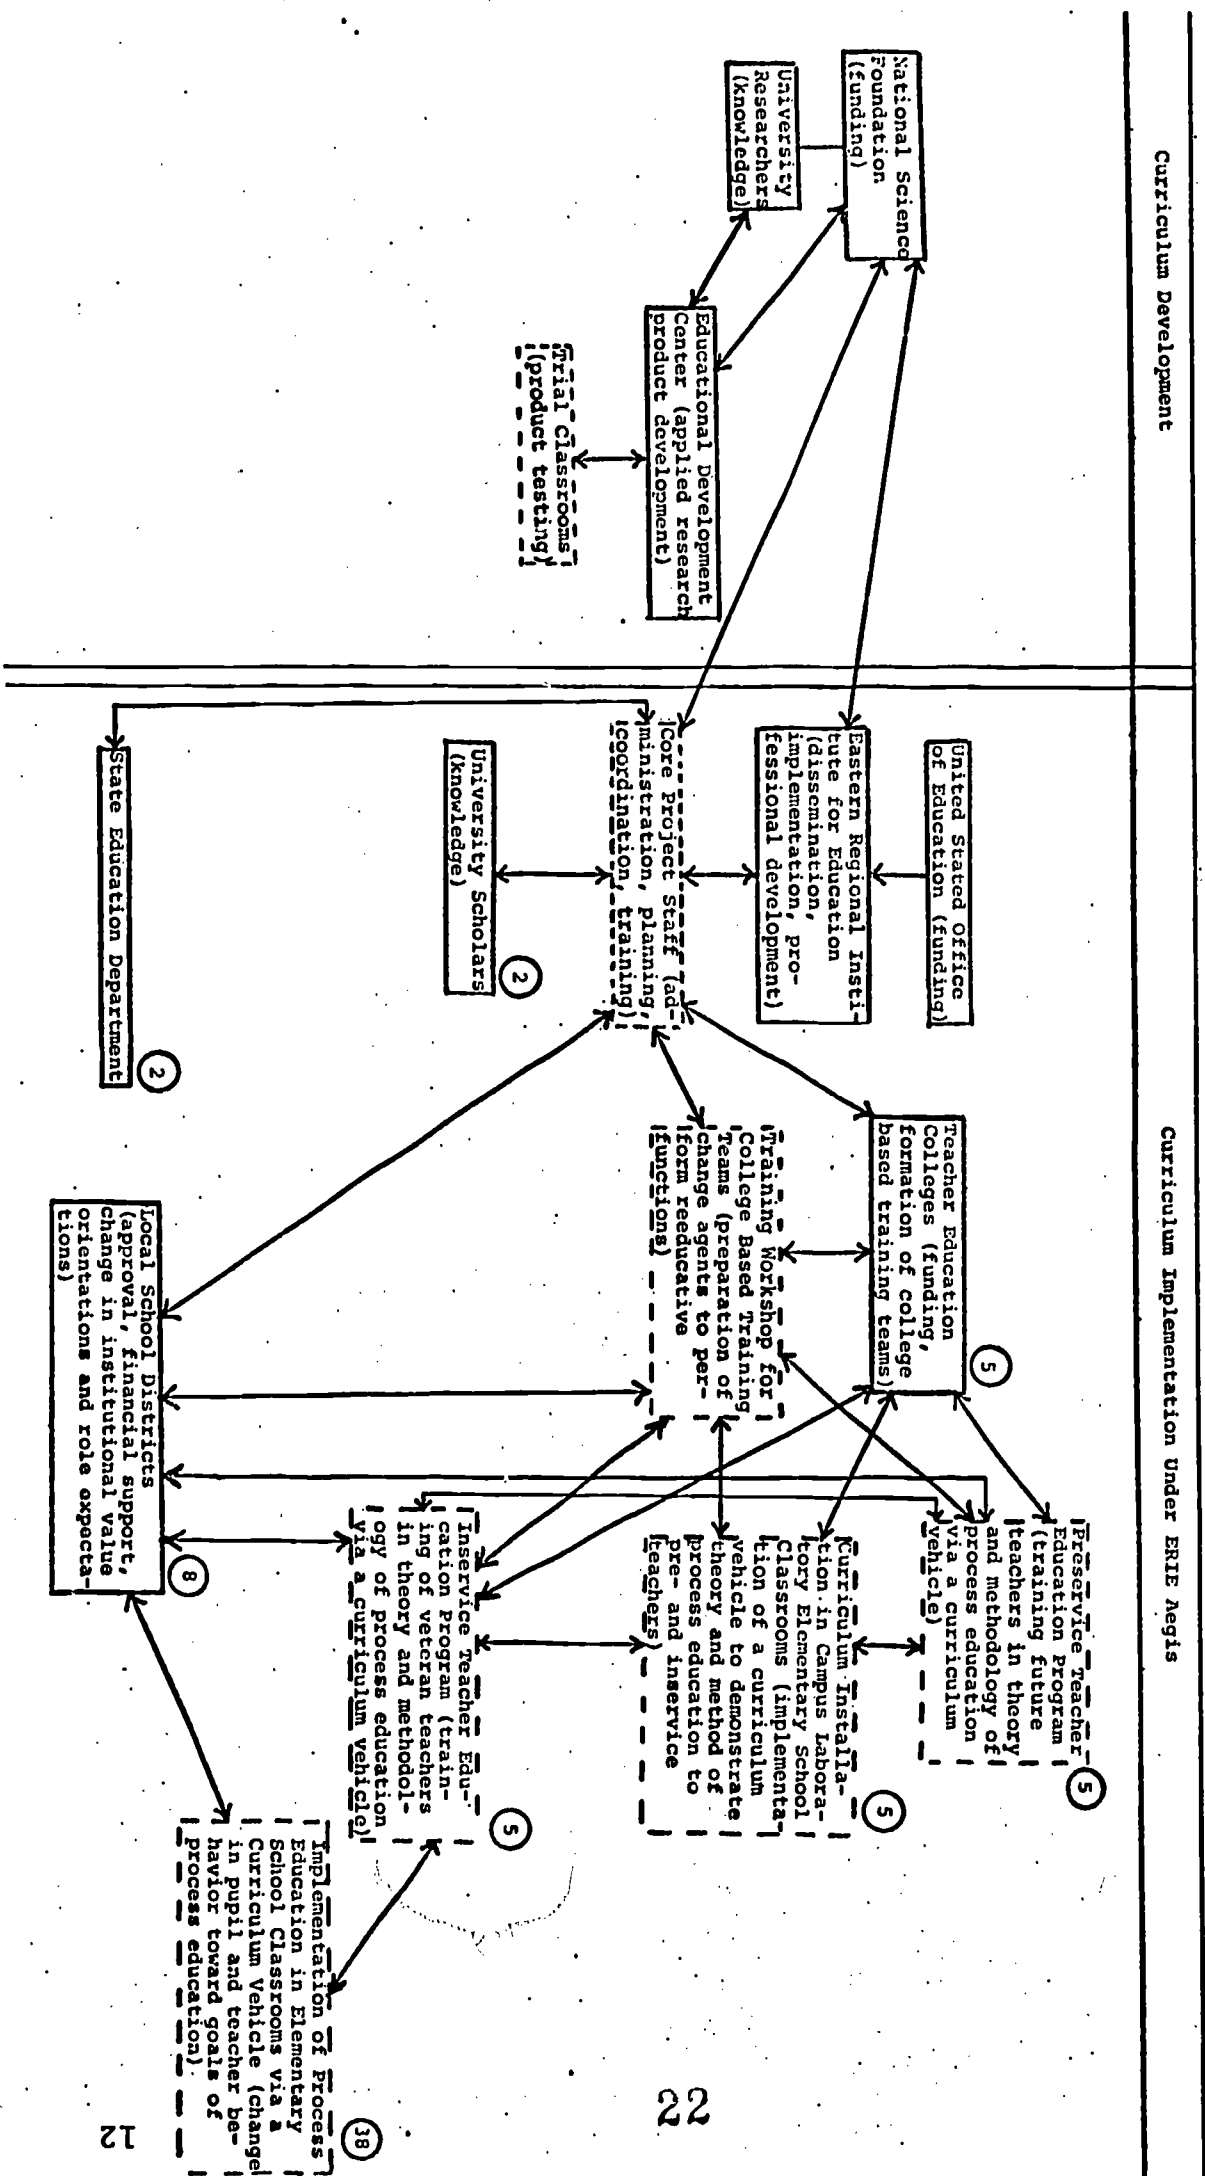 Curriculum Development
Curriculum Implementation Under ERIE Aegis
National Science
Foundation
(funding)
University
Researchers
(knowledge)
Educational Development
Center (applied research
product development)
Trial classrooms
(product testing)
United Stated Office
of Education (funding)
Eastern Regional Insti-
tute for Education
(dissemination,
implementation, pro-
fessional development)
Core Project Staff (ad-
ministration, planning,
coordination, training)
University Scholars
(knowledge)
2
State Education Department
2
Teacher Education
Colleges (funding,
formation of college
based training teams)
5
Training Workshop for
College Based Training
Teams (preparation of
change agents to per-
form reeducative
functions)
Local School Districts
(approval, financial support,
change in institutional value
orientations and role expecta-
tions)
8
Preservice Teacher
Education Program
(training future
teachers in theory
and methodology of
process education
via a curriculum
vehicle)
5
Curriculum Installa-
tion in Campus Labora-
tory Elementary School
Classrooms (implementa-
tion of a curriculum
vehicle to demonstrate
theory and method of
process education to
pre- and inservice
teachers)
5
Inservice Teacher Edu-
cation Program (train-
ing of veteran teachers
in theory and methodol-
ogy of process education
via a curriculum vehicle)
5
Implementation of Process
Education in Elementary
School Classrooms via a
Curriculum Vehicle (change
in pupil and teacher be-
havior toward goals of
process education)
38
22
12